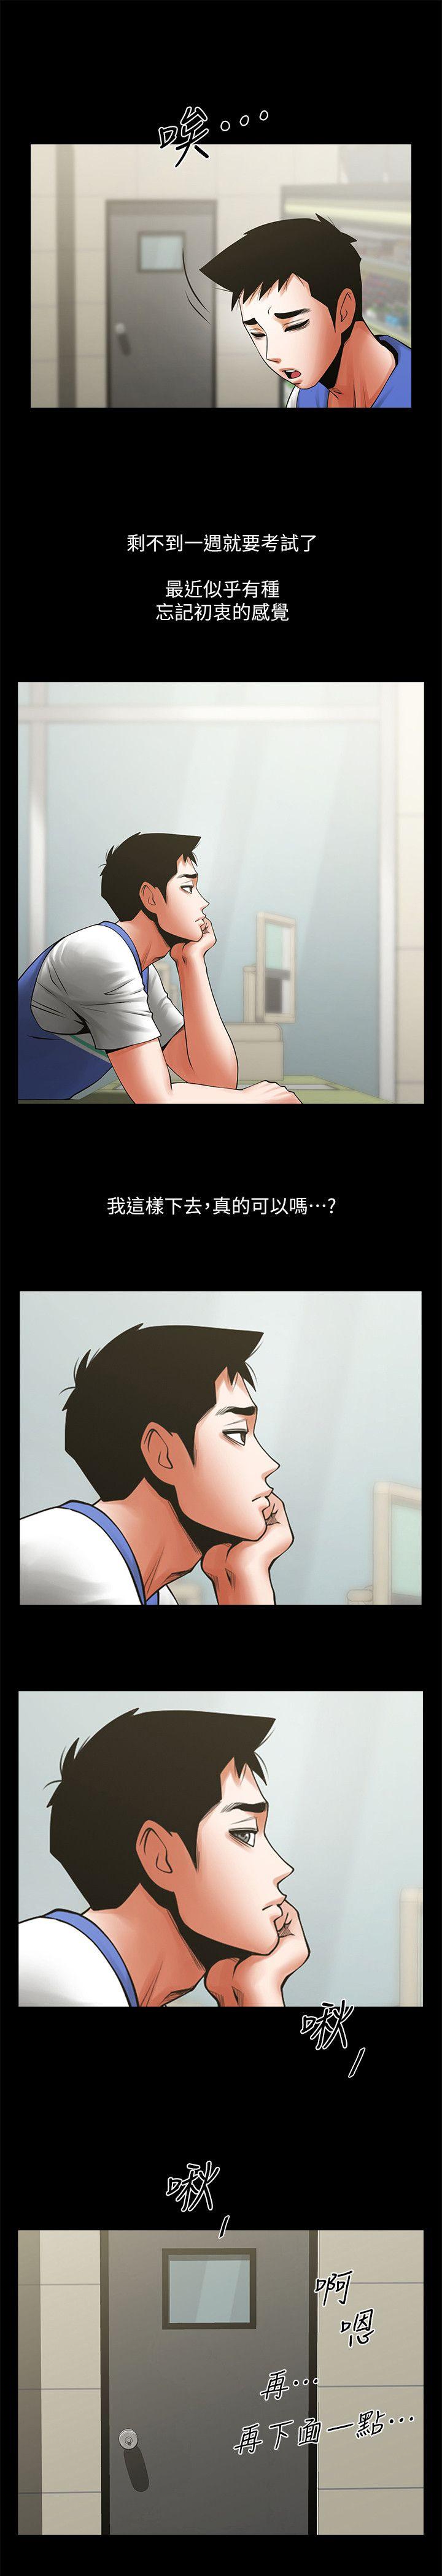 唉···
剩不到一週就要考試了
最近似乎有種
忘記初衷的感覺
我這樣下去，真的可以嗎···?
啾
啾
啊
嗯
再···
再下面一點···